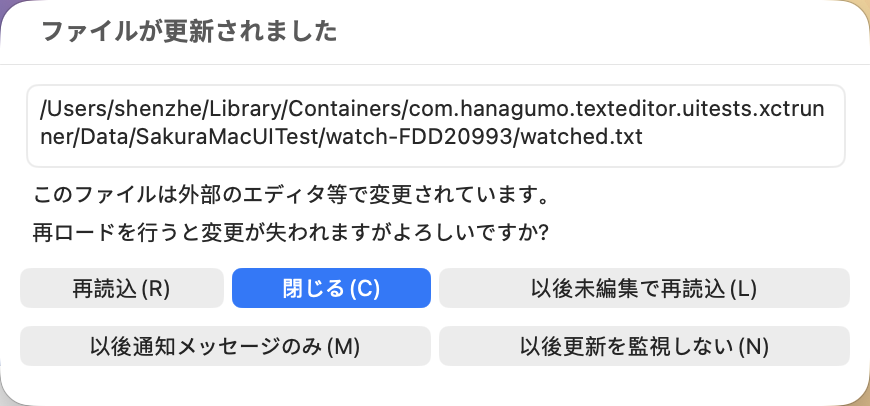 ファイルが更新されました
/Users/shenzhe/Library/Containers/com.hanagumo.texteditor.uitests.xctrun
ner/Data/SakuraMacUITest/watch-FDD20993/watched.txt
このファイルは外部のエディタ等で変更されています。
再ロードを行うと変更が失われますがよろしいですか?
再読込(R)
閉じる(C)
以後未編集で再読込(L)
以後通知メッセージのみ(M)
以後更新を監視しない(N)